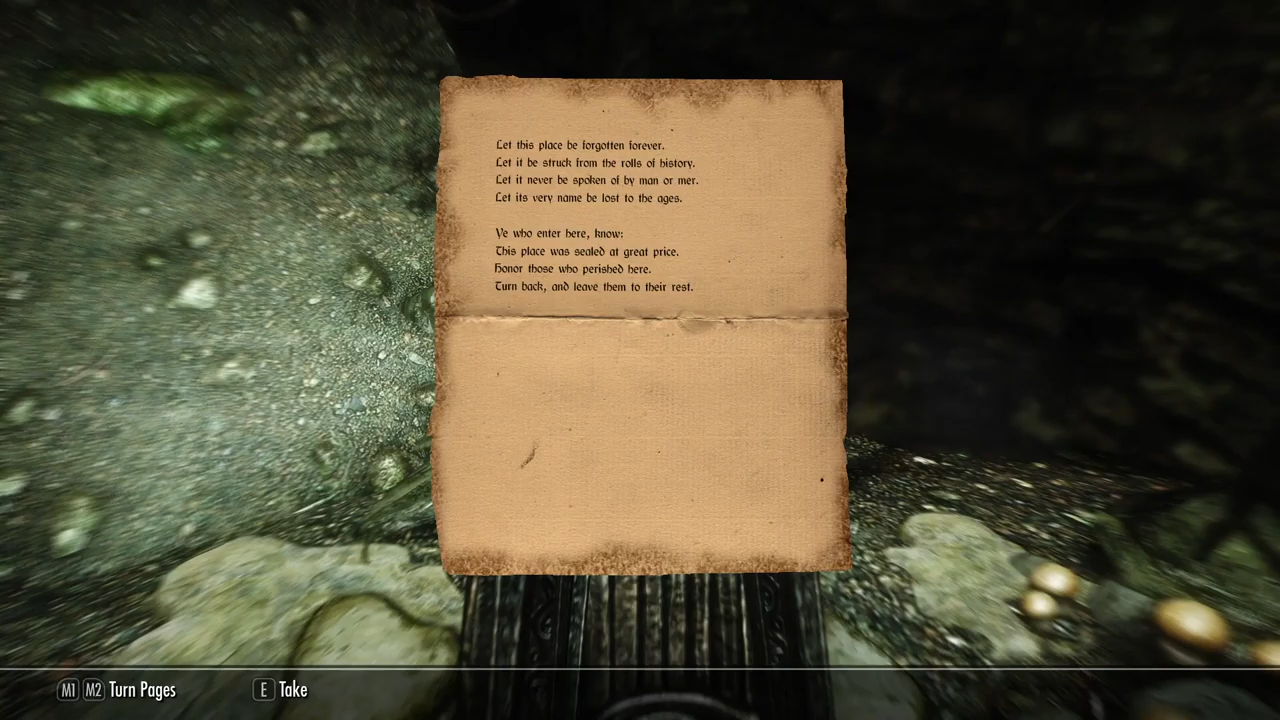 Let this place be forgotten forever.
Let it be struck from the rolls of history.
Let it never be spoken of by man or mer.
Let its very name be lost to the ages.
Ye who enter here, know:
This place was sealed at great price.
Honor those who perished here.
Turn back, and leave them to their rest.
M1 M2 Turn Pages E Take